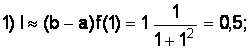 1) I ≈ (b – a)f(1) = 1 1/(1 + 1²) = 0,5;